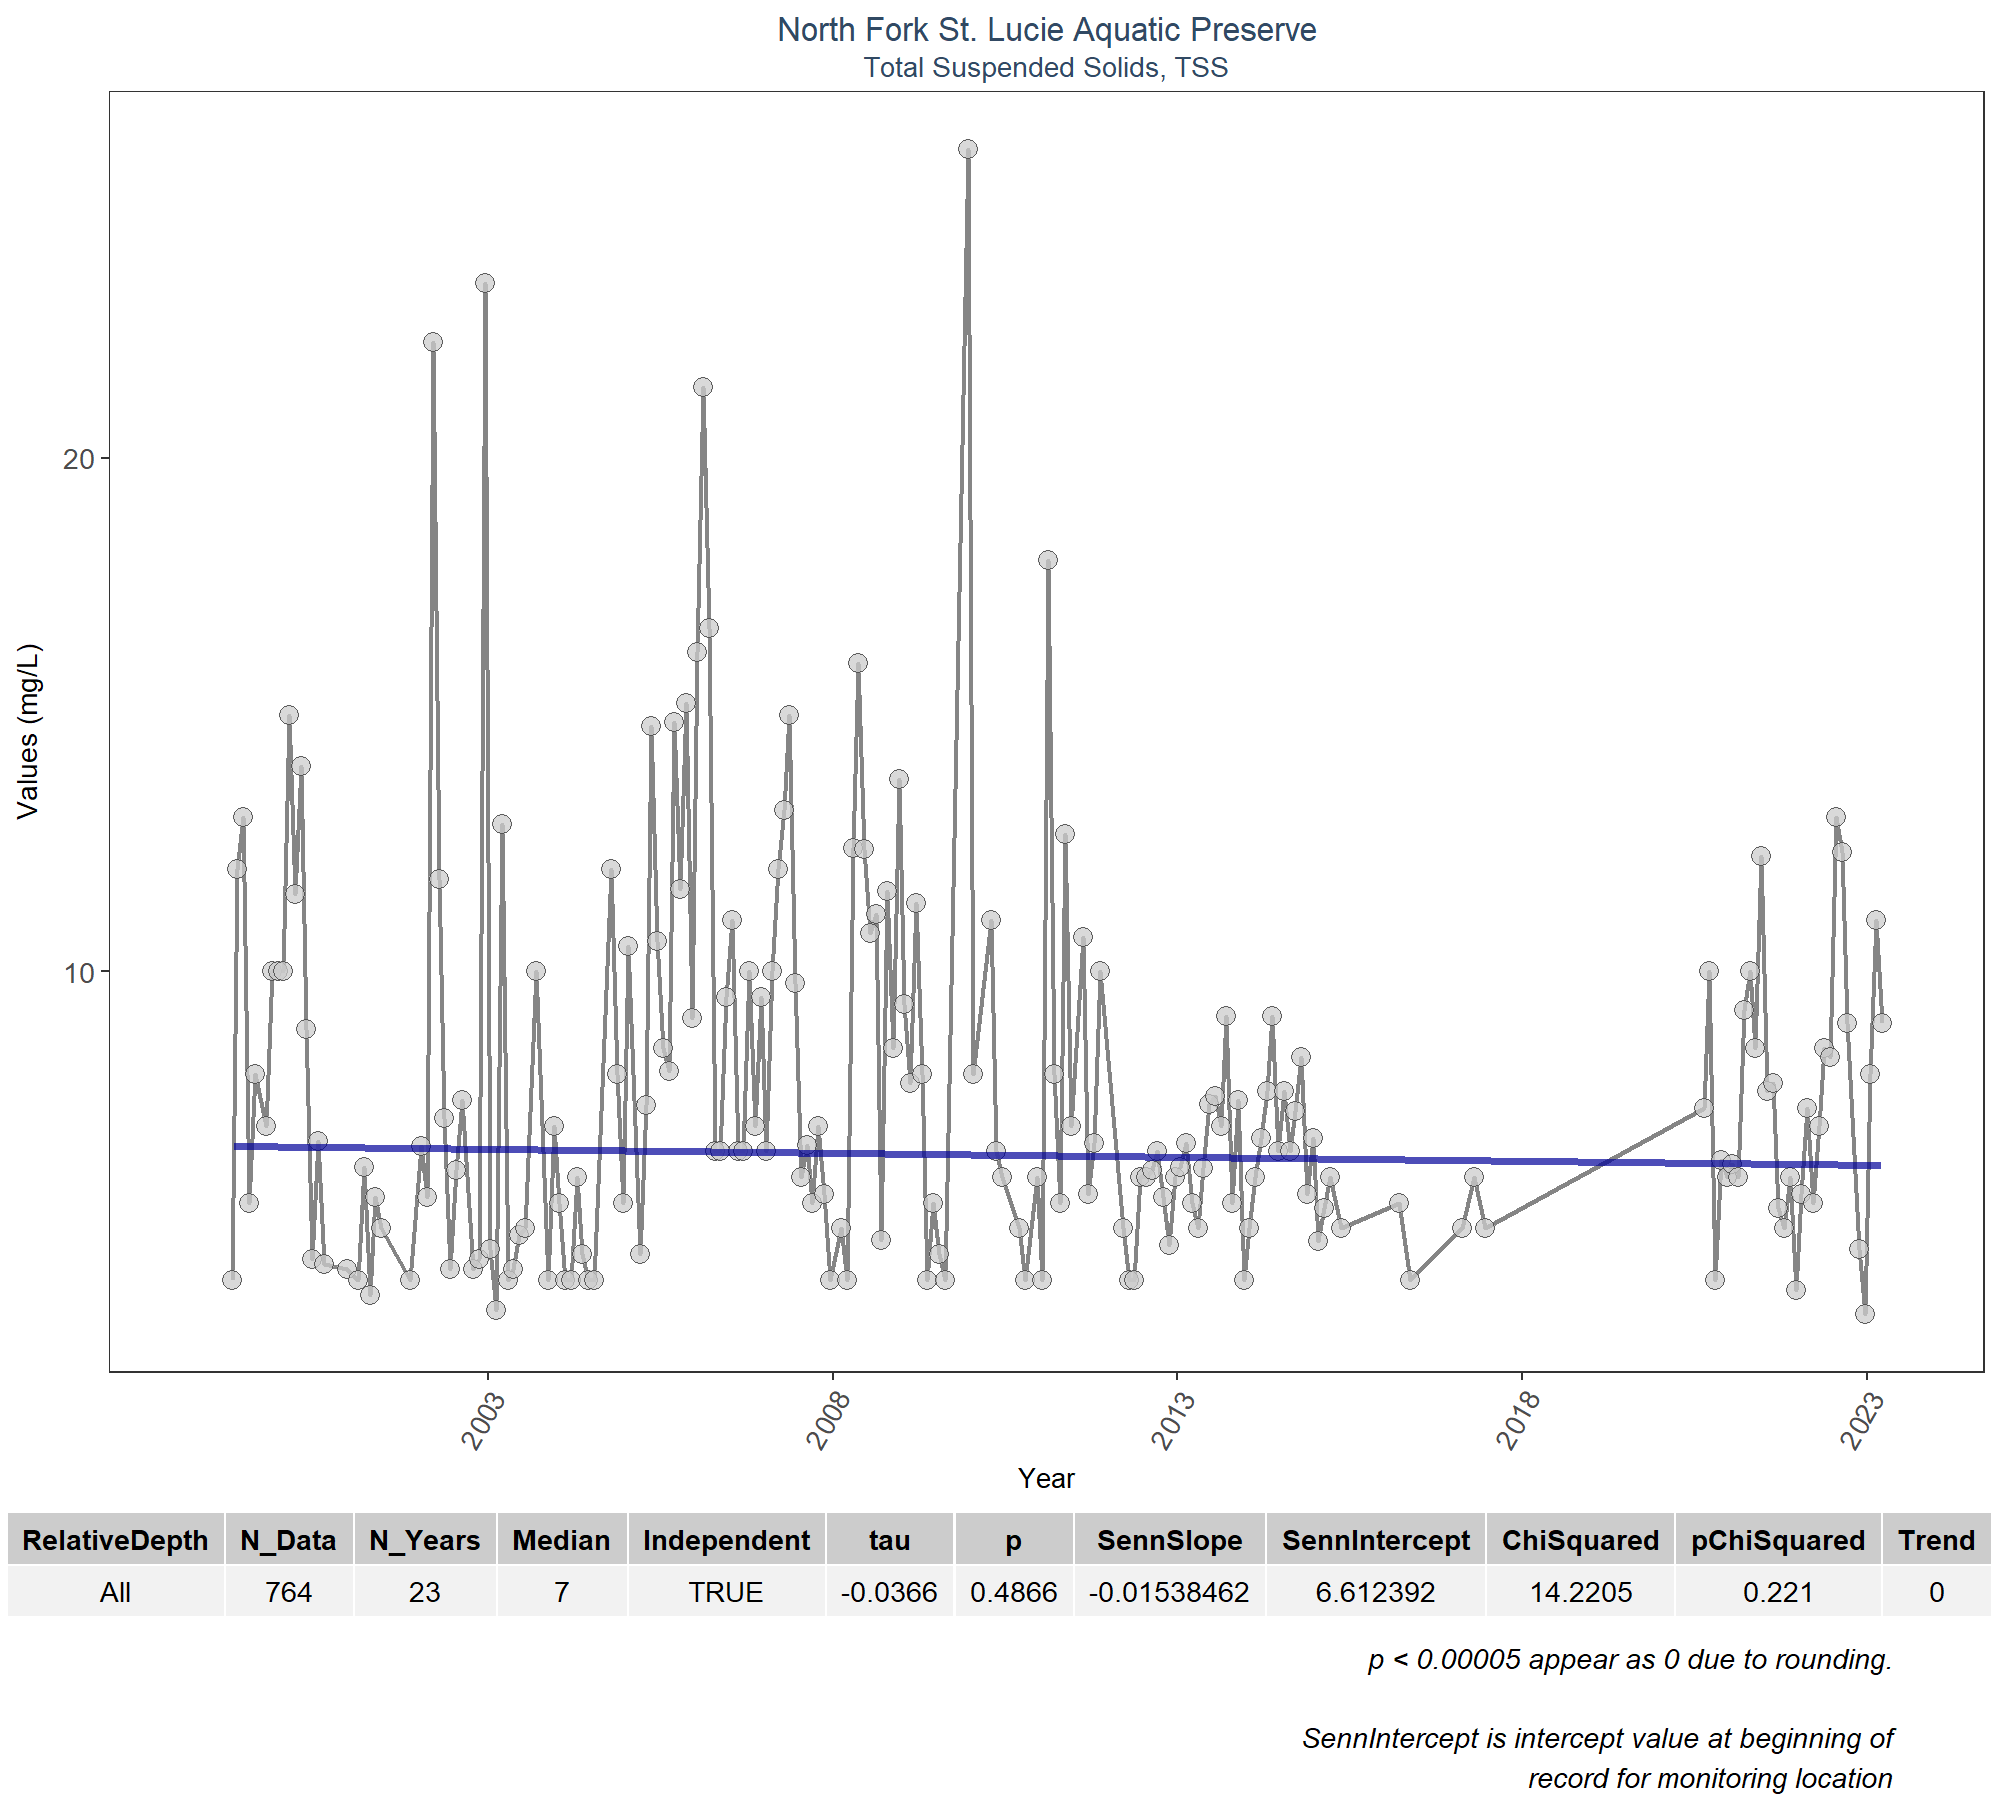 North Fork St. Lucie Aquatic Preserve
Total Suspended Solids, TSS
Values (mg/L)
20
10
2003 2008 2013 2018 2023
Year
RelativeDepth N_Data N_Years Median Independent tau p SennSlope SennIntercept ChiSquared pChiSquared Trend
All 764 23 7 TRUE -0.0366 0.4866 -0.01538462 6.612392 14.2205 0.221 0
p < 0.00005 appear as 0 due to rounding.
SennIntercept is intercept value at beginning of
record for monitoring location